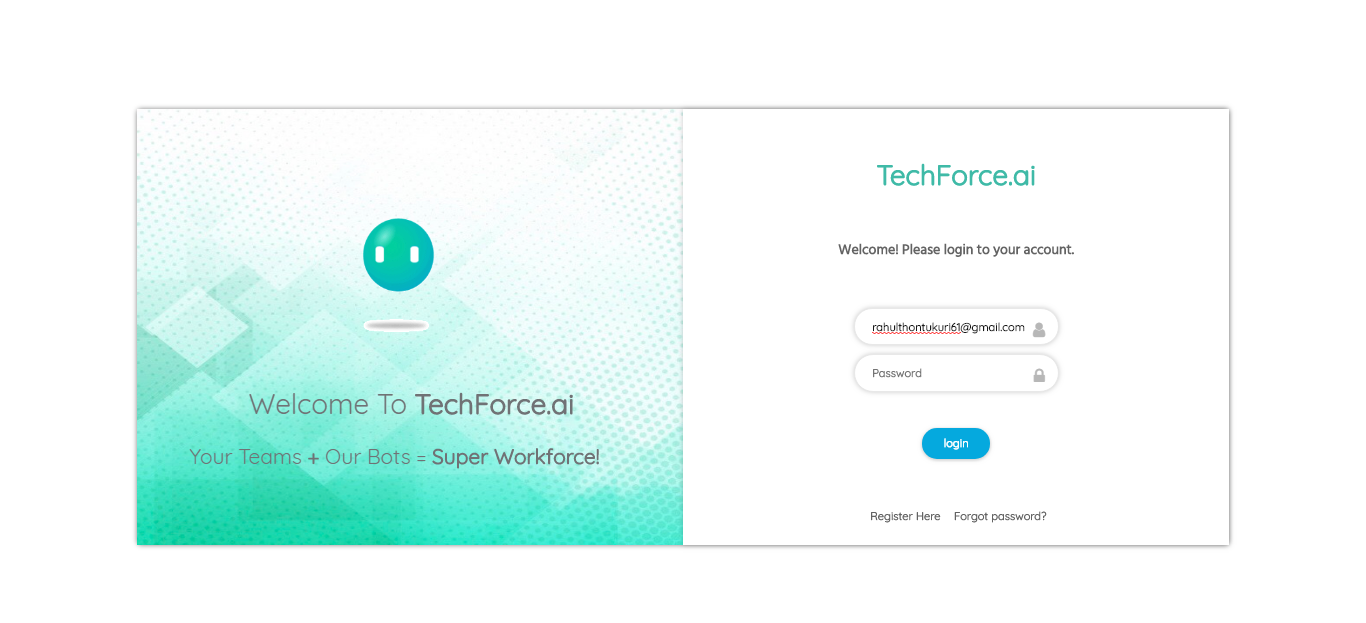 TechForce.ai
Welcome! Please login to your account.
rahulthontukuri61@gmail.com
Password
login
Register Here Forgot password?
Welcome To TechForce.ai
Your Teams + Our Bots = Super Workforce!